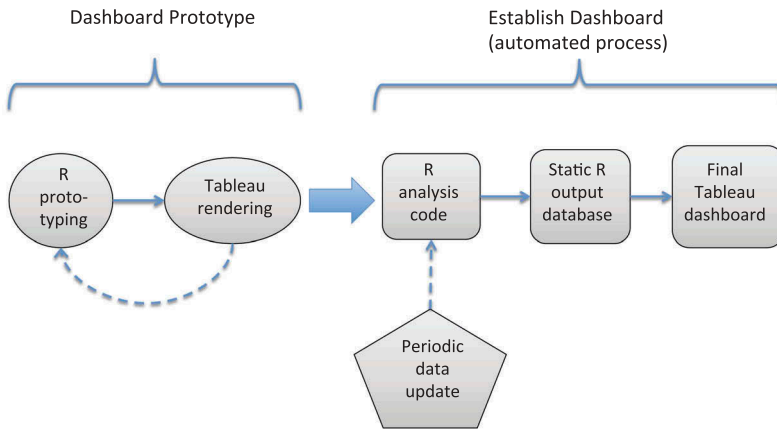 Dashboard Prototype
Establish Dashboard
(automated process)
R
proto-
typing
Tableau
rendering
R
analysis
code
Static R
output
database
Final
Tableau
dashboard
Periodic
data
update